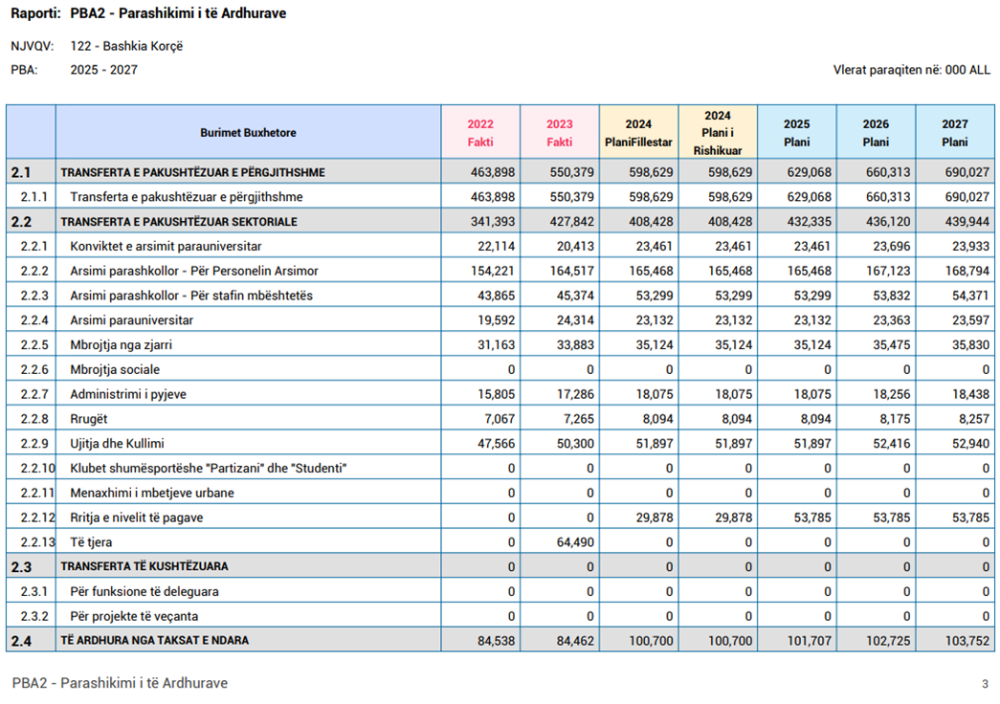 Raporti: PBA2 - Parashikimi i të Ardhurave
NJVQV: 122 - Bashkia Korçë
PBA: 2025 - 2027 Vlerat paraqiten në: 000 ALL
Burimet Buxhetore 2022 Fakti 2023 Fakti 2024 PlaniFillestar 2024 Plani i Rishikuar 2025 Plani 2026 Plani 2027 Plani
2.1 TRANSFERTA E PAKUSHTËZUAR E PËRGJITHSHME 463,898 550,379 598,629 598,629 629,068 660,313 690,027
2.1.1 Transferta e pakushtëzuar e përgjithshme 463,898 550,379 598,629 598,629 629,068 660,313 690,027
2.2 TRANSFERTA E PAKUSHTËZUAR SEKTORIALE 341,393 427,842 408,428 408,428 432,335 436,120 439,944
2.2.1 Konviktet e arsimit parauniversitar 22,114 20,413 23,461 23,461 23,461 23,696 23,933
2.2.2 Arsimi parashkollor - Për Personelin Arsimor 154,221 164,517 165,468 165,468 165,468 167,123 168,794
2.2.3 Arsimi parashkollor - Për stafin mbështetës 43,865 45,374 53,299 53,299 53,299 53,832 54,371
2.2.4 Arsimi parauniversitar 19,592 24,314 23,132 23,132 23,132 23,363 23,597
2.2.5 Mbrojtja nga zjarri 31,163 33,883 35,124 35,124 35,124 35,475 35,830
2.2.6 Mbrojtja sociale 0 0 0 0 0 0 0
2.2.7 Administrimi i pyjeve 15,805 17,286 18,075 18,075 18,075 18,256 18,438
2.2.8 Rrugët 7,067 7,265 8,094 8,094 8,094 8,175 8,257
2.2.9 Ujitja dhe Kullimi 47,566 50,300 51,897 51,897 51,897 52,416 52,940
2.2.10 Klubet shumësportëshe "Partizani" dhe "Studenti" 0 0 0 0 0 0 0
2.2.11 Menaxhimi i mbetjeve urbane 0 0 0 0 0 0 0
2.2.12 Rritja e nivelit të pagave 0 0 29,878 29,878 53,785 53,785 53,785
2.2.13 Të tjera 0 64,490 0 0 0 0 0
2.3 TRANSFERTA TË KUSHTËZUARA 0 0 0 0 0 0 0
2.3.1 Për funksione të deleguara 0 0 0 0 0 0 0
2.3.2 Për projekte të veçanta 0 0 0 0 0 0 0
2.4 TË ARDHURA NGA TAKSAT E NDARA 84,538 84,462 100,700 100,700 101,707 102,725 103,752
PBA2 - Parashikimi i të Ardhurave 3